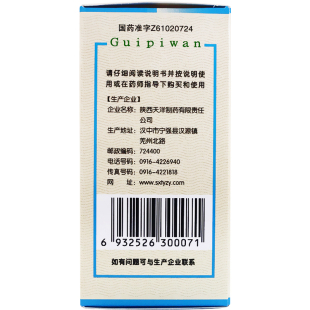 国药准字Z61020724
Guipiwan
请仔细阅读说明书并按说明使
用或在药师指导下购买和使用
【生产企业】
企业名称：陕西天洋制药有限责任
公司
生产地址：汉中市宁强县汉源镇
羌州北路
邮政编码：724400
电话号码：0916-4226940
传真号码：0916-4221818
网 址：www.sxtyzy.com
6 932526 300071
如有问题可与生产企业联系